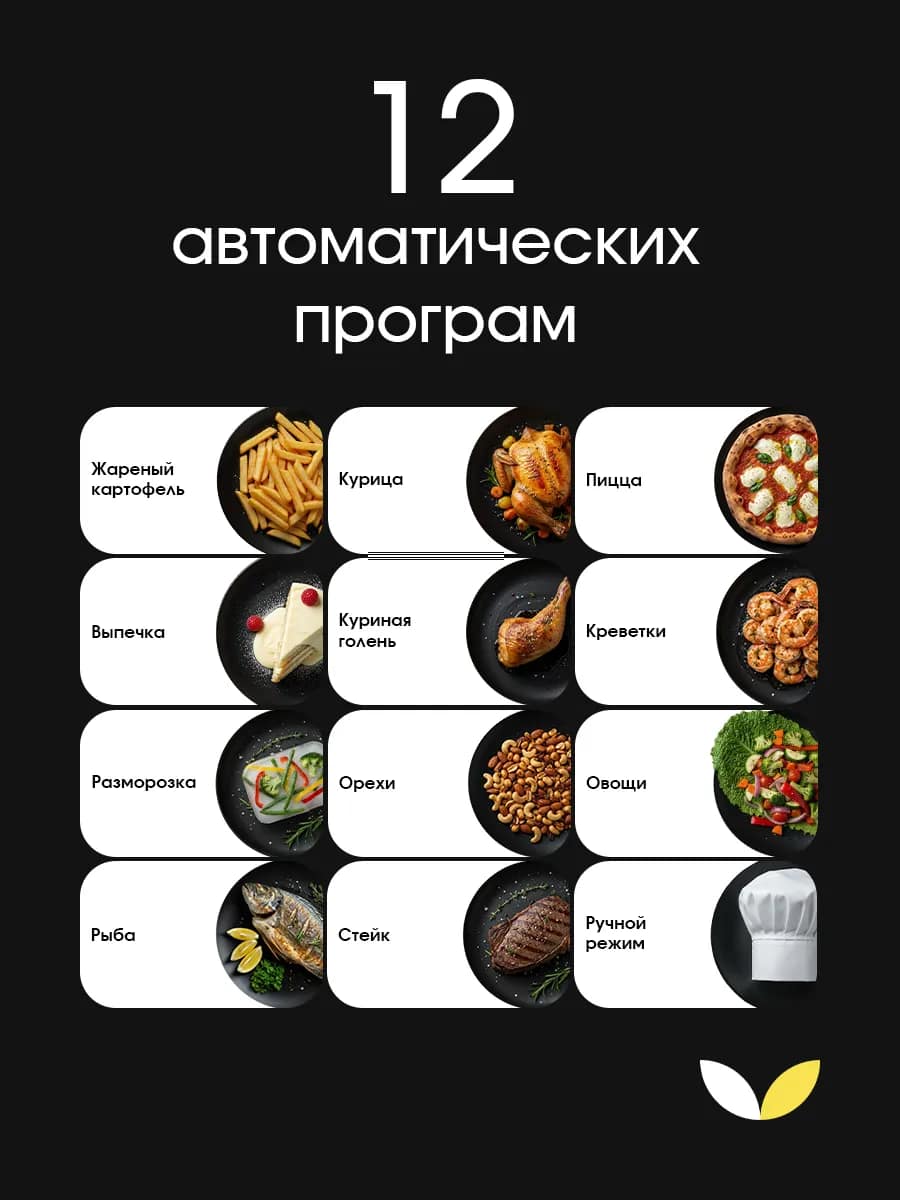 12
автоматических
програм
Жареный
картофель
Курица
Пицца
Выпечка
Куриная
голень
Креветки
Разморозка
Орехи
Овощи
Рыба
Стейк
Ручной
режим